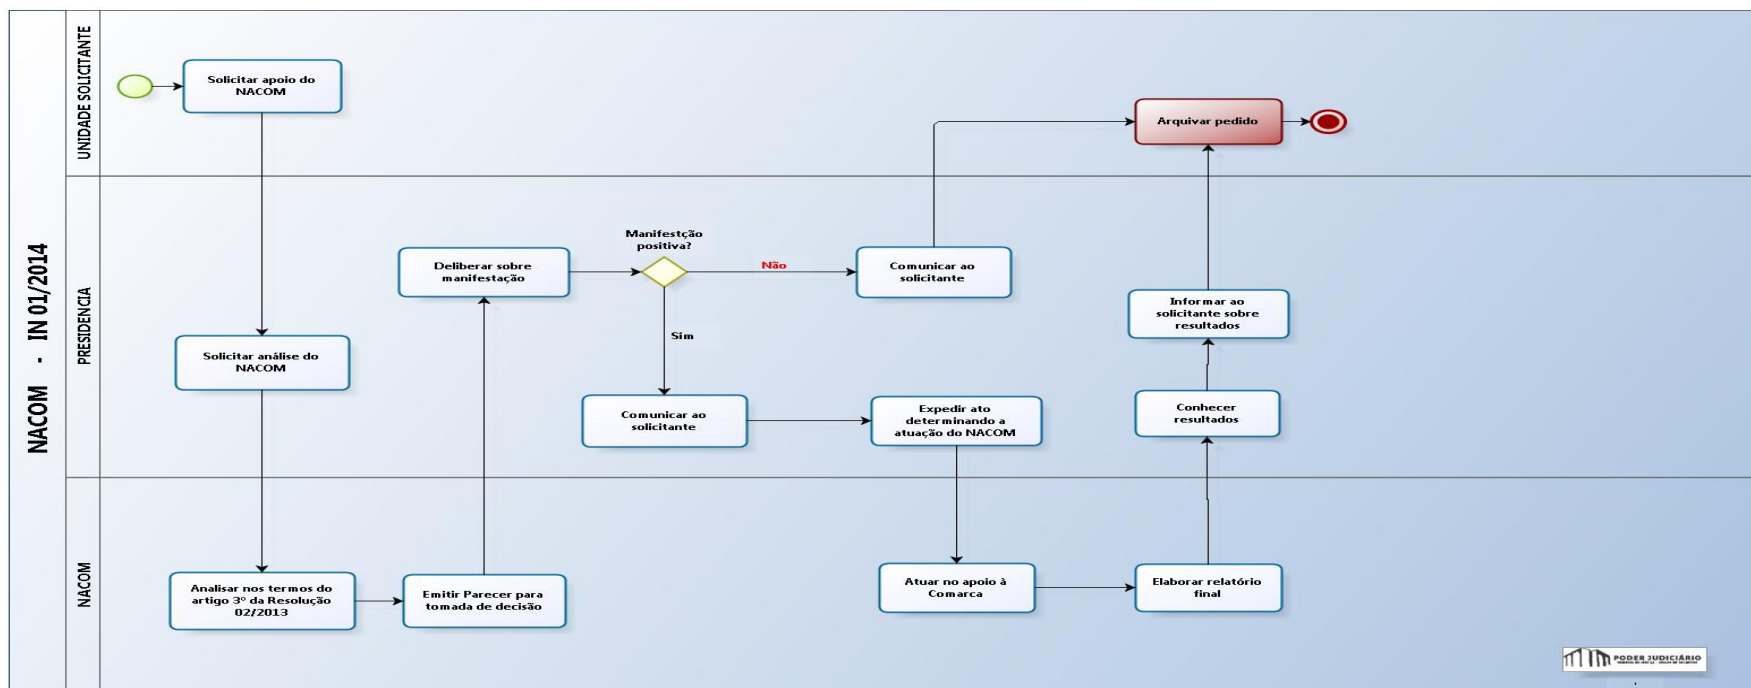 NACOM - IN 01/2014
UNIDADE SOLICITANTE
Solicitar apoio do
NACOM
Arquivar pedido
PRESIDENCIA
Manifestção
positiva?
Deliberar sobre
manifestação
Não
Comunicar ao
solicitante
Informar ao
solicitante sobre
resultados
Sim
Solicitar análise do
NACOM
Comunicar ao
solicitante
Expedir ato
determinando a
atuação do NACOM
Conhecer
resultados
NACOM
Analisar nos termos do
artigo 3º da Resolução
02/2013
Emitir Parecer para
tomada de decisão
Atuar no apoio à
Comarca
Elaborar relatório
final
PODER JUDICIÁRIO